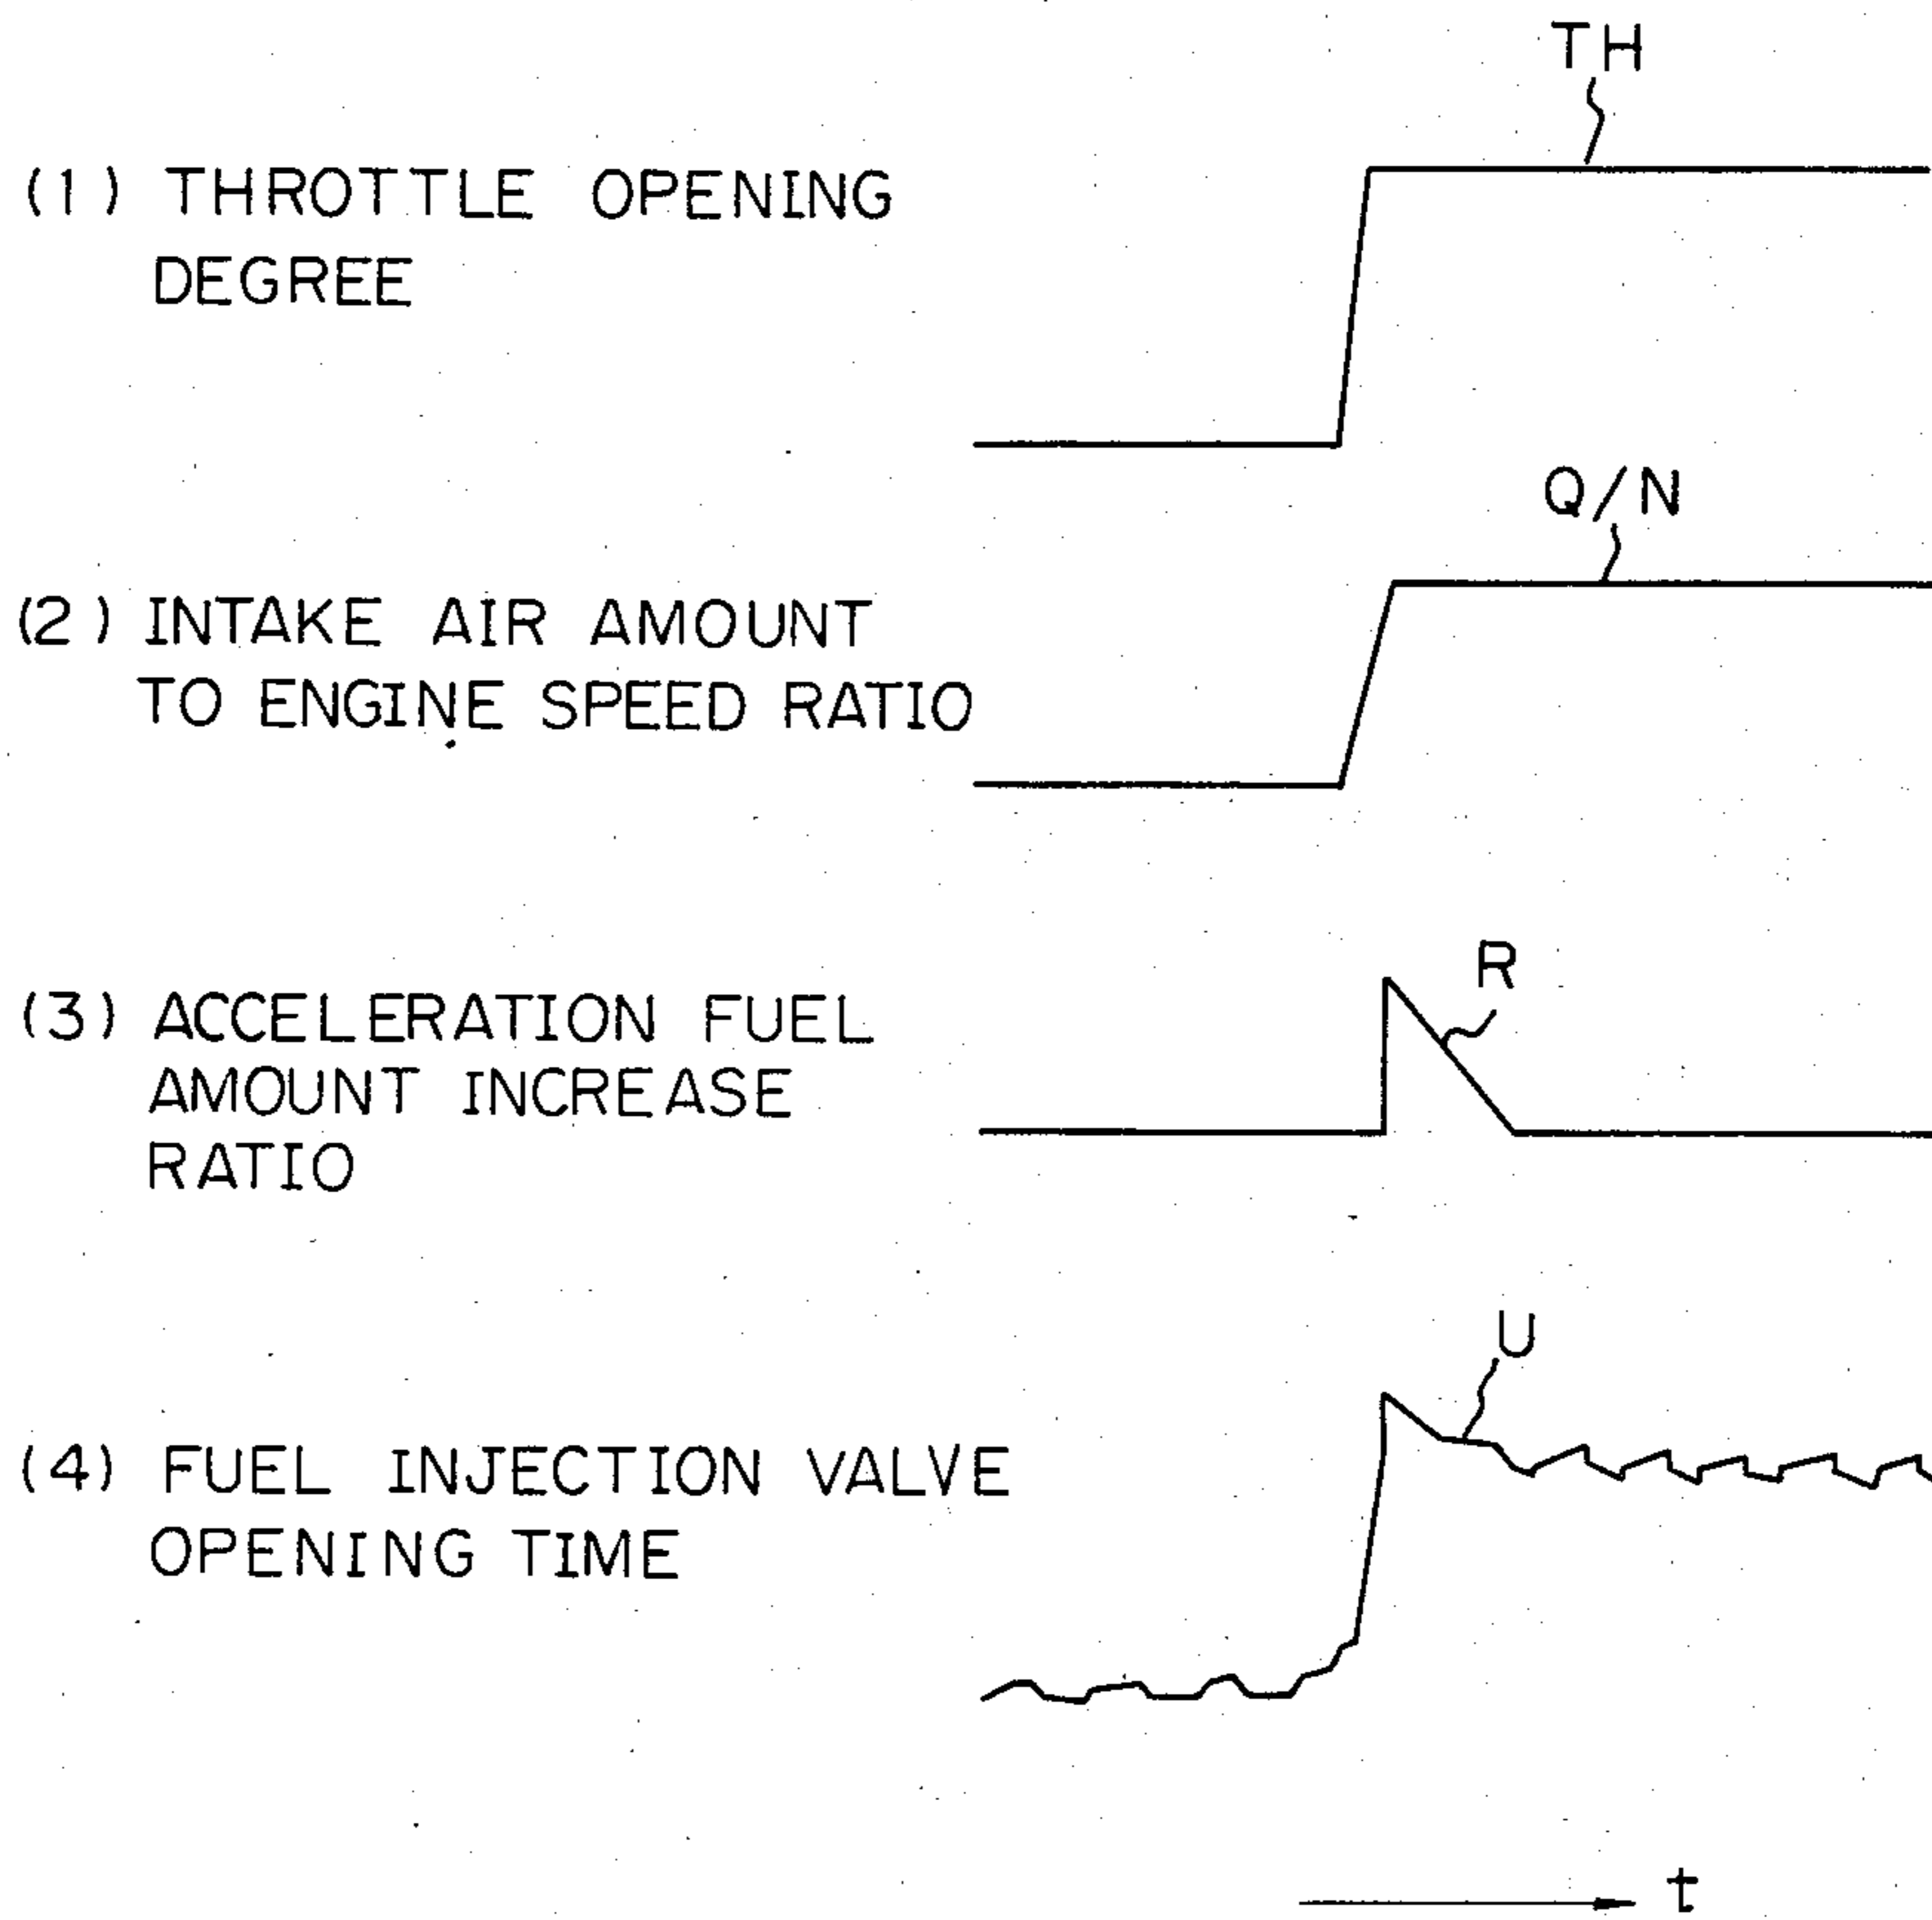 TH
(1) THROTTLE OPENING
DEGREE
Q/N
(2) INTAKE AIR AMOUNT
TO ENGINE SPEED RATIO
R
(3) ACCELERATION FUEL
AMOUNT INCREASE
RATIO
U
(4) FUEL INJECTION VALVE
OPENING TIME
t